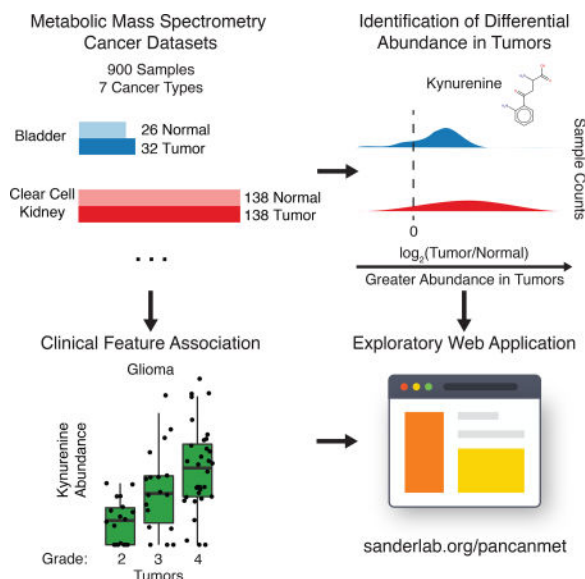 Metabolic Mass Spectrometry
Cancer Datasets
900 Samples
7 Cancer Types
Bladder
26 Normal
32 Tumor
Clear Cell
Kidney
138 Normal
138 Tumor
. . .
Identification of Differential
Abundance in Tumors
Kynurenine
Sample Counts
0
log₂(Tumor/Normal)
Greater Abundance in Tumors
Clinical Feature Association
Glioma
Kynurenine
Abundance
Grade: 2 3 4
Tumors
Exploratory Web Application
sanderlab.org/pancanmet